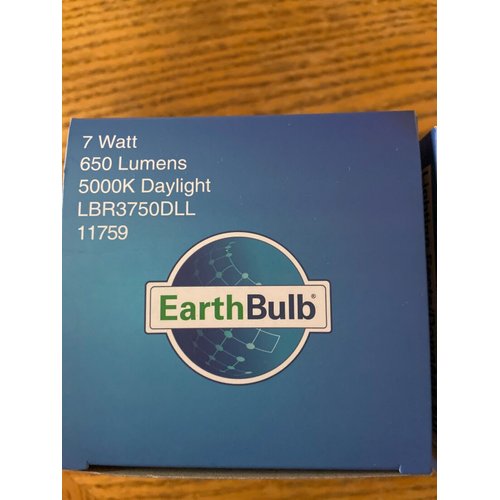 7 Watt
650 Lumens
5000K Daylight
LBR3750DLL
11759
EarthBulb®